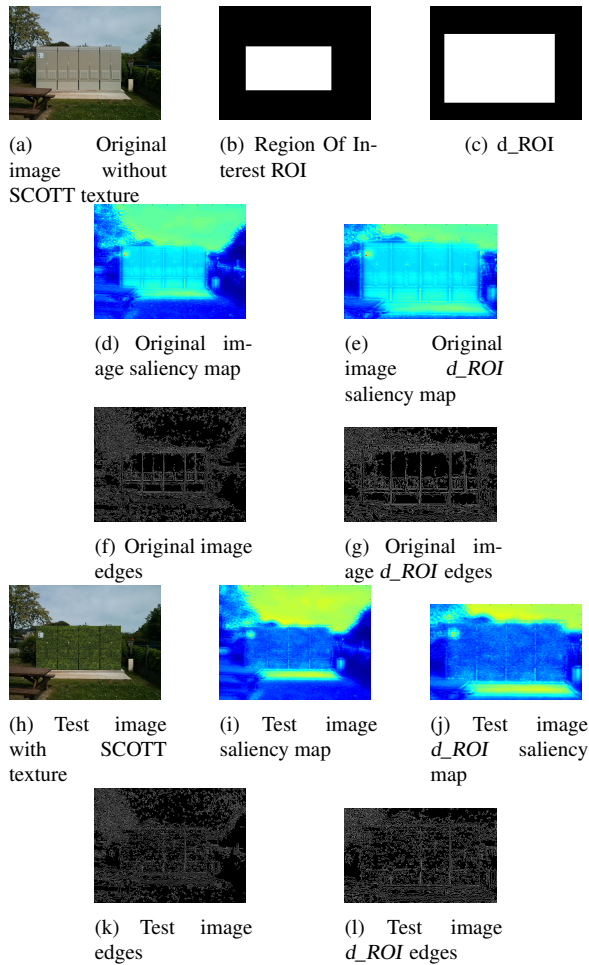 (a) Original
image without
SCOTT texture
(b) Region Of In-
terest ROI
(c) d_ROI
(d) Original im-
age saliency map
(e) Original
image d_ROI
saliency map
(f) Original image
edges
(g) Original im-
age d_ROI edges
(h) Test image
with SCOTT
texture
(i) Test image
saliency map
(j) Test image
d_ROI saliency
map
(k) Test image
edges
(l) Test image
d_ROI edges